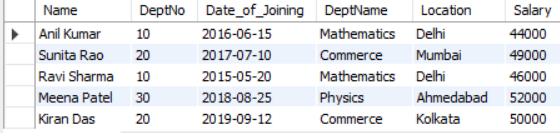 Name DeptNo Date_of_Joining DeptName Location Salary
Anil Kumar 10 2016-06-15 Mathematics Delhi 44000
Sunita Rao 20 2017-07-10 Commerce Mumbai 49000
Ravi Sharma 10 2015-05-20 Mathematics Delhi 46000
Meena Patel 30 2018-08-25 Physics Ahmedabad 52000
Kiran Das 20 2019-09-12 Commerce Kolkata 50000